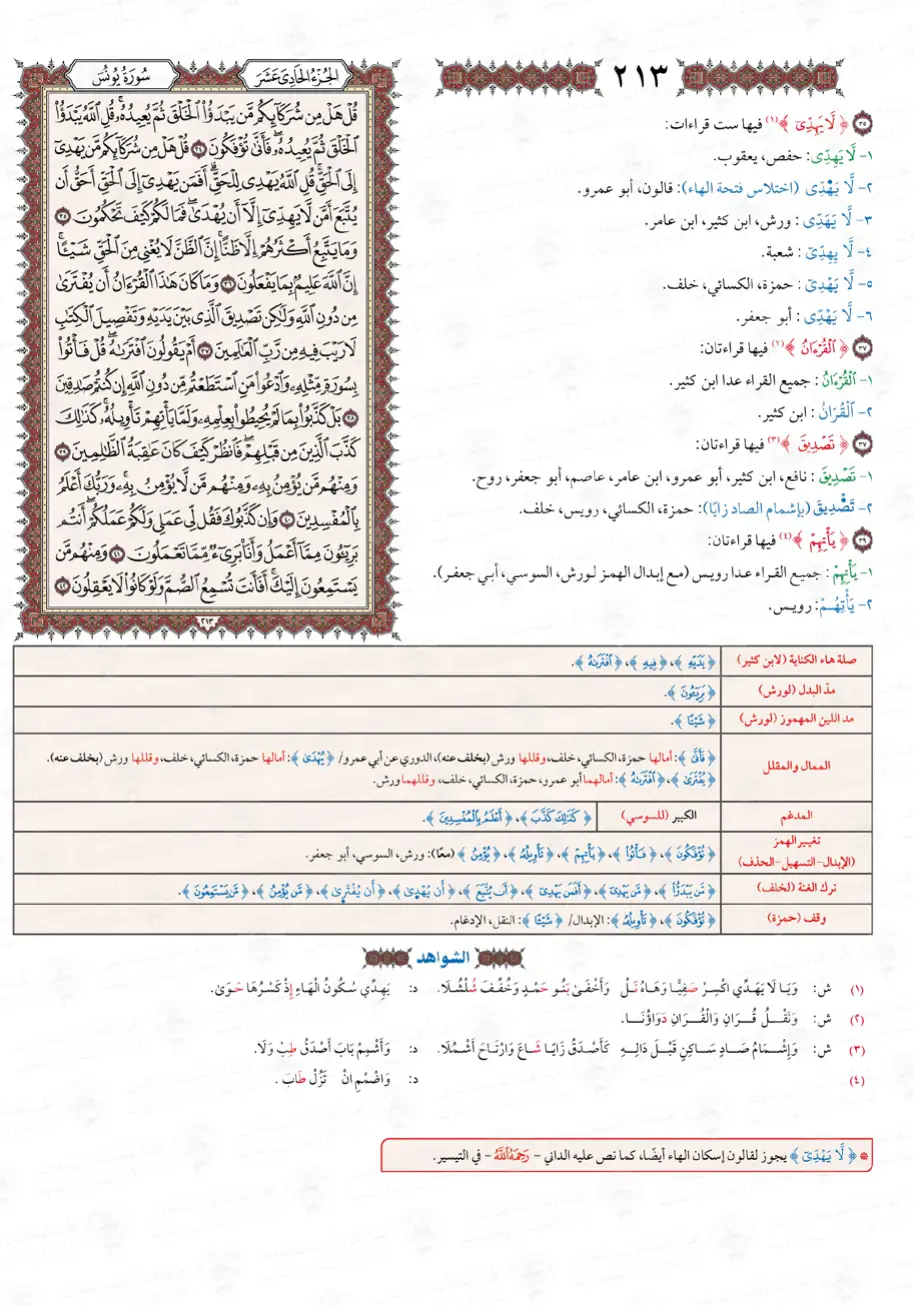 ٢١٣
٣٥ ﴿ لَّا يَهِدِّىٓ ﴾(١) فيها ست قراءات:
١- لَّا يَهِدِّىٓ: حفص، يعقوب.
٢- لَّا يَهَدِّىٓ (اختلاس فتحة الهاء): قالون، أبو عمرو.
٣- لَّا يَهَدِّىٓ : ورش، ابن كثير، ابن عامر.
٤- لَّا يِهِدِّىٓ : شعبة.
٥- لَّا يَهْدِىٓ : حمزة، الكسائي، خلف.
٦- لَّا يَهْدِّىٓ : أبو جعفر.
٣٧ ﴿ ٱلْقُرْءَانُ ﴾(٢) فيها قراءتان:
١- ٱلْقُرْءَانُ : جميع القراء عدا ابن كثير.
٢- ٱلْقُرَانُ : ابن كثير.
٣٧ ﴿ تَصْدِيقَ ﴾(٣) فيها قراءتان:
١- تَصْدِيقَ : نافع، ابن كثير، أبو عمرو، ابن عامر، عاصم، أبو جعفر، روح.
٢- تَصْدِيقَ (بإشمام الصاد زايًا): حمزة، الكسائي، رويس، خلف.
٣٩ ﴿ يَأْتِهِمْ ﴾(٤) فيها قراءتان:
١- يَأْتِهِمْ : جميع القراء عدا رويس (مع إبدال الهمز لورش، السوسي، أبي جعفر).
٢- يَأْتِهُمْ: رويس.
الجُزْءُ الحَادِي عَشَرَ سُورَةُ يُونُسَ
قُلْ هَلْ مِن شُرَكَآئِكُم مَّن يَبْدَؤُا۟ ٱلْخَلْقَ ثُمَّ يُعِيدُهُۥ ۚ قُلِ ٱللَّهُ يَبْدَؤُا۟
ٱلْخَلْقَ ثُمَّ يُعِيدُهُۥ ۖ فَأَنَّىٰ تُؤْفَكُونَ ٣٤ قُلْ هَلْ مِن شُرَكَآئِكُم مَّن يَهْدِىٓ
إِلَى ٱلْحَقِّ ۚ قُلِ ٱللَّهُ يَهْدِى لِلْحَقِّ ۗ أَفَمَن يَهْدِىٓ إِلَى ٱلْحَقِّ أَحَقُّ أَن
يُتَّبَعَ أَمَّن لَّا يَهِدِّىٓ إِلَّآ أَن يُهْدَىٰ ۖ فَمَا لَكُمْ كَيْفَ تَحْكُمُونَ ٣٥
وَمَا يَتَّبِعُ أَكْثَرُهُمْ إِلَّا ظَنًّا ۚ إِنَّ ٱلظَّنَّ لَا يُغْنِى مِنَ ٱلْحَقِّ شَيْـًٔا ۚ
إِنَّ ٱللَّهَ عَلِيمٌۢ بِمَا يَفْعَلُونَ ٣٦ وَمَا كَانَ هَٰذَا ٱلْقُرْءَانُ أَن يُفْتَرَىٰ
مِن دُونِ ٱللَّهِ وَلَٰكِن تَصْدِيقَ ٱلَّذِى بَيْنَ يَدَيْهِ وَتَفْصِيلَ ٱلْكِتَٰبِ
لَا رَيْبَ فِيهِ مِن رَّبِّ ٱلْعَٰلَمِينَ ٣٧ أَمْ يَقُولُونَ ٱفْتَرَىٰهُ ۖ قُلْ فَأْتُوا۟
بِسُورَةٍ مِّثْلِهِۦ وَٱدْعُوا۟ مَنِ ٱسْتَطَعْتُم مِّن دُونِ ٱللَّهِ إِن كُنتُمْ صَٰدِقِينَ
٣٨ بَلْ كَذَّبُوا۟ بِمَا لَمْ يُحِيطُوا۟ بِعِلْمِهِۦ وَلَمَّا يَأْتِهِمْ تَأْوِيلُهُۥ ۚ كَذَٰلِكَ
كَذَّبَ ٱلَّذِينَ مِن قَبْلِهِمْ ۖ فَٱنظُرْ كَيْفَ كَانَ عَٰقِبَةُ ٱلظَّٰلِمِينَ ٣٩
وَمِنْهُم مَّن يُؤْمِنُ بِهِۦ وَمِنْهُم مَّن لَّا يُؤْمِنُ بِهِۦ ۚ وَرَبُّكَ أَعْلَمُ
بِٱلْمُفْسِدِينَ ٤٠ وَإِن كَذَّبُوكَ فَقُل لِّى عَمَلِى وَلَكُمْ عَمَلُكُمْ ۖ أَنتُم
بَرِيٓـُٔونَ مِمَّآ أَعْمَلُ وَأَنَا۠ بَرِىٓءٌ مِّمَّا تَعْمَلُونَ ٤١ وَمِنْهُم مَّن
يَسْتَمِعُونَ إِلَيْكَ ۚ أَفَأَنتَ تُسْمِعُ ٱلصُّمَّ وَلَوْ كَانُوا۟ لَا يَعْقِلُونَ ٤٢
٢١٣
صلة هاء الكناية (لابن كثير) ﴿ يَدَيْهِ ﴾، ﴿ فِيهِ ﴾، ﴿ ٱفْتَرَىٰهُ ﴾.
مدّ البدل (لورش) ﴿ بَرِيٓـُٔونَ ﴾.
مد اللين المهموز (لورش) ﴿ شَيْـًٔا ﴾.
الممال والمقلل ﴿ فَأَنَّىٰ ﴾: أمالها حمزة، الكسائي، خلف، وقللها ورش (بخلف عنه)، الدوري عن أبي عمرو/ ﴿ يُهْدَىٰ ﴾: أمالها حمزة، الكسائي، خلف، وقللها ورش (بخلف عنه).
﴿ يُفْتَرَىٰ ﴾، ﴿ ٱفْتَرَىٰهُ ﴾: أمالهما أبو عمرو، حمزة، الكسائي، خلف، وقللهما ورش.
المدغم الكبير (للسوسي) ﴿ كَذَٰلِكَ كَذَّبَ ﴾، ﴿ أَعْلَمُ بِٱلْمُفْسِدِينَ ﴾.
تغيير الهمز
(الإبدال-التسهيل-الحذف) ﴿ تُؤْفَكُونَ ﴾، ﴿ فَأْتُوا۟ ﴾، ﴿ يَأْتِهِمْ ﴾، ﴿ تَأْوِيلُهُۥ ﴾، ﴿ يُؤْمِنُ ﴾ (معًا): ورش، السوسي، أبو جعفر.
ترك الغنة (لخلف) ﴿ مَّن يَبْدَؤُا۟ ﴾، ﴿ مَّن يَهْدِىٓ ﴾، ﴿ أَفَمَن يَهْدِىٓ ﴾، ﴿ أَن يُتَّبَعَ ﴾، ﴿ أَن يُهْدَىٰ ﴾، ﴿ أَن يُفْتَرَىٰ ﴾، ﴿ مَّن يُؤْمِنُ ﴾، ﴿ مَّن يَسْتَمِعُونَ ﴾.
وقف (حمزة) ﴿ تُؤْفَكُونَ ﴾، ﴿ تَأْوِيلُهُۥ ﴾: الإبدال/ ﴿ شَيْـًٔا ﴾: النقل، الإدغام.
الشواهد
(١) ش: وَيَا لَا يَهِدِّي اكْسِرْ صَفِيًّا وَهَاهُ نَلْ وَأَخْفَىٰ بَنُو حَمْدٍ وَخُفِّفَ شُلْشُلَا. د: يَهِدِّي سُكُونُ الْهَاءِ إِذْ كَسْرُهَا حَوَىٰ.
(٢) ش: وَنَقْلُ قُرَانٍ وَالْقُرَانِ دَوَاؤُنَا.
(٣) ش: وَإِشْمَامُ صَادٍ سَاكِنٍ قَبْلَ دَالِهِ كَأَصْدَقُ زَايًا شَاعَ وَارْتَاحَ أَشْمُلَا. د: وَأَشْمِمْ بَابَ أَصْدَقُ طِبْ وَلَا.
(٤) د: وَاضْمُمِ انْ تَزُلْ طَابَ .
* ﴿ لَّا يَهْدِّىٓ ﴾ يجوز لقالون إسكان الهاء أيضًا، كما نص عليه الداني - رَحِمَهُ ٱللَّهُ - في التيسير.